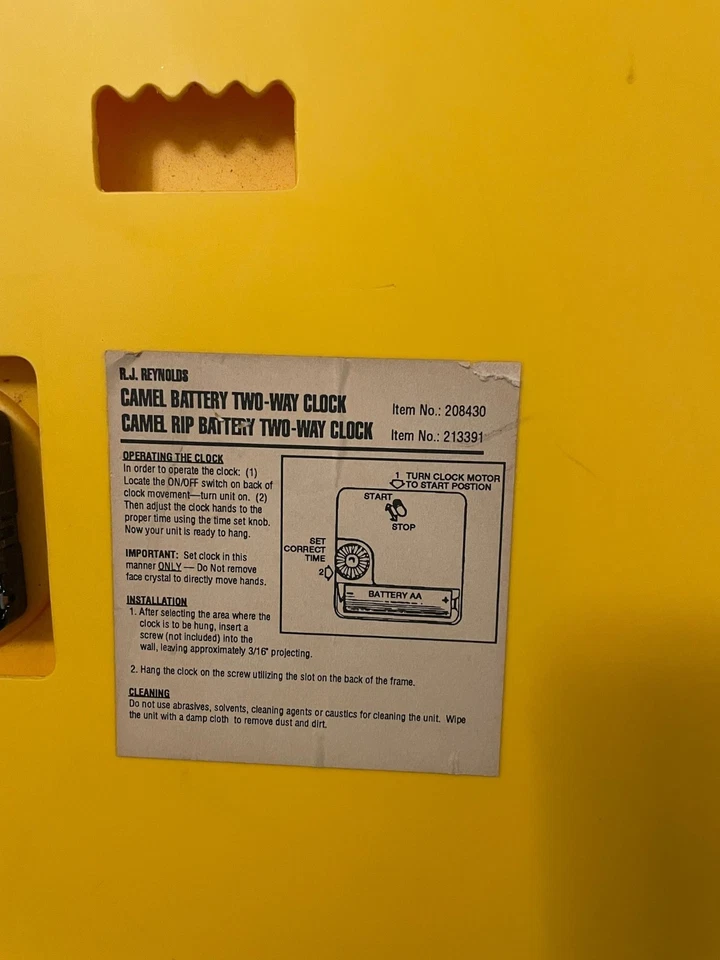 R.J. REYNOLDS
CAMEL BATTERY TWO-WAY CLOCK Item No.: 208430
CAMEL RIP BATTERY TWO-WAY CLOCK Item No.: 213391
OPERATING THE CLOCK
In order to operate the clock: (1)
Locate the ON/OFF switch on back of
clock movement—turn unit on. (2)
Then adjust the clock hands to the
proper time using the time set knob.
Now your unit is ready to hang.
IMPORTANT: Set clock in this
manner ONLY — Do Not remove
face crystal to directly move hands.
1 TURN CLOCK MOTOR
TO START POSTION
START
STOP
SET
CORRECT
TIME
2
BATTERY AA
− +
INSTALLATION
1. After selecting the area where the
clock is to be hung, insert a
screw (not included) into the
wall, leaving approximately 3/16" projecting.
2. Hang the clock on the screw utilizing the slot on the back of the frame.
CLEANING
Do not use abrasives, solvents, cleaning agents or caustics for cleaning the unit. Wipe
the unit with a damp cloth to remove dust and dirt.